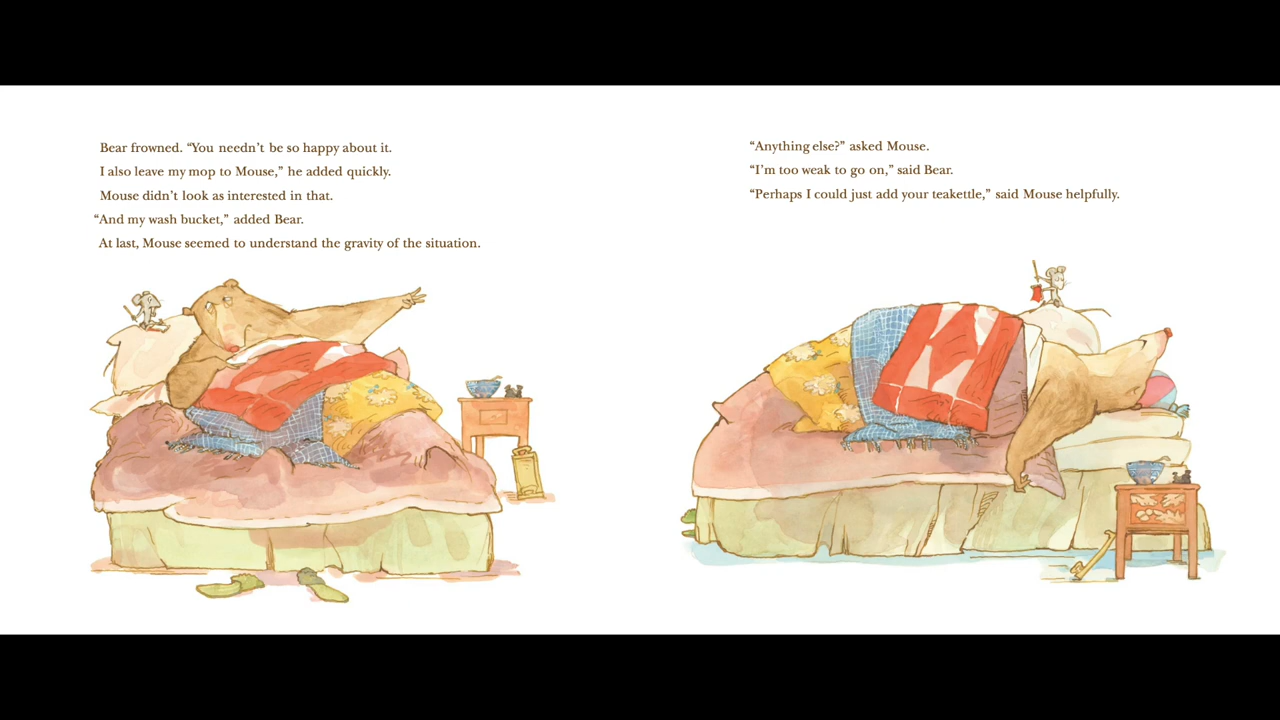 Bear frowned. “You needn’t be so happy about it.
I also leave my mop to Mouse,” he added quickly.
Mouse didn’t look as interested in that.
“And my wash bucket,” added Bear.
At last, Mouse seemed to understand the gravity of the situation.
“Anything else?” asked Mouse.
“I’m too weak to go on,” said Bear.
“Perhaps I could just add your teakettle,” said Mouse helpfully.